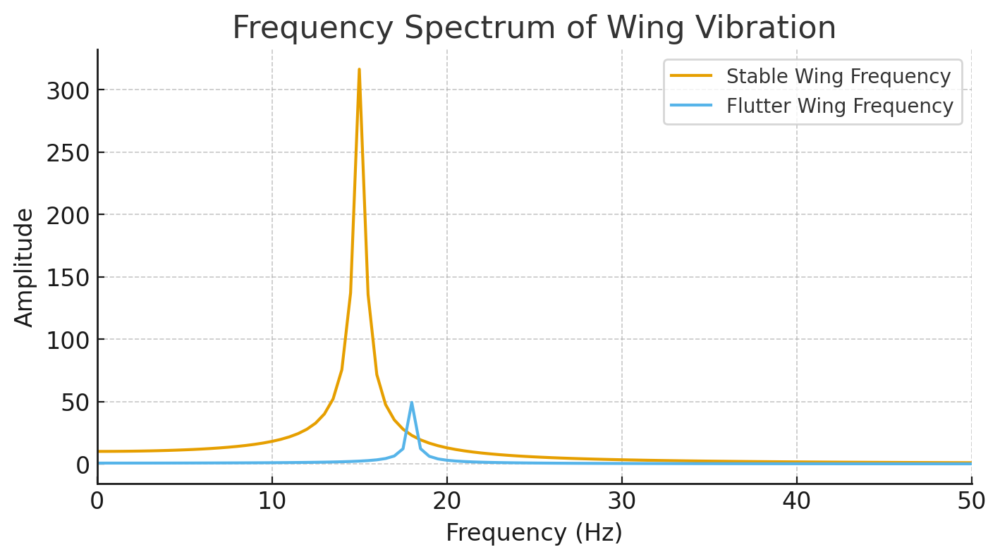 Frequency Spectrum of Wing Vibration
Stable Wing Frequency
Flutter Wing Frequency
Amplitude
300
250
200
150
100
50
0
0 10 20 30 40 50
Frequency (Hz)